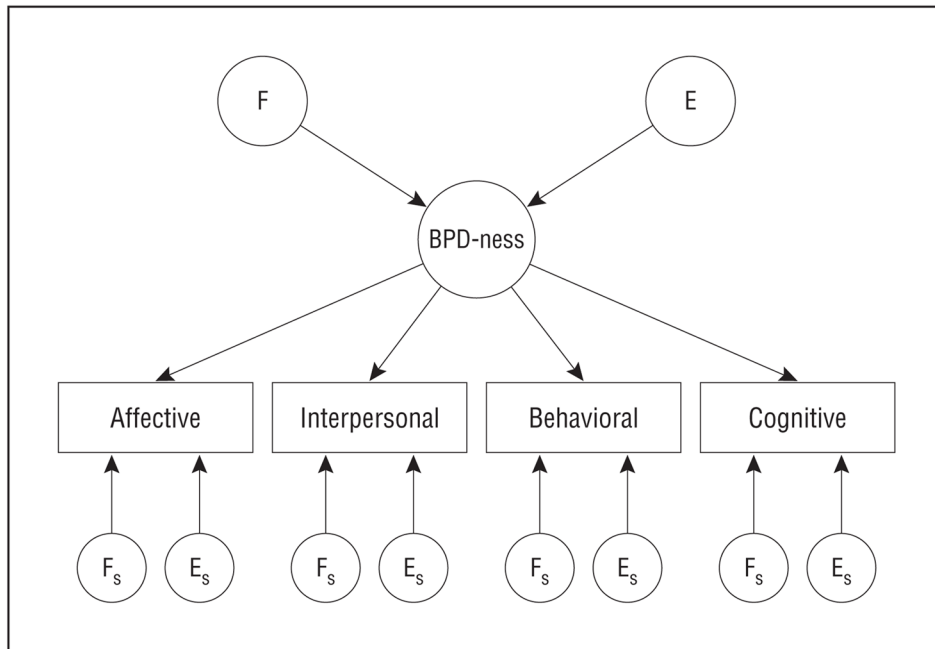 F
E
BPD-ness
Affective
Interpersonal
Behavioral
Cognitive
Fs
Es
Fs
Es
Fs
Es
Fs
Es